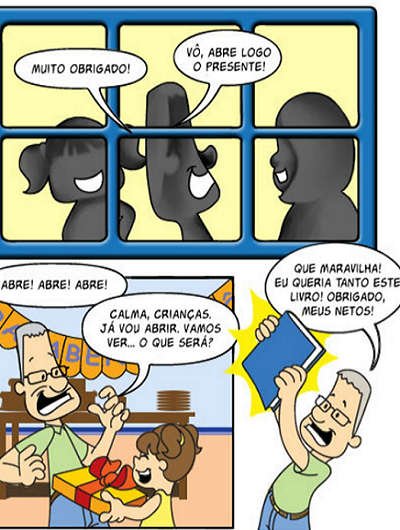 MUITO OBRIGADO!
VÔ, ABRE LOGO
O PRESENTE!
ABRE! ABRE! ABRE!
CALMA, CRIANÇAS.
JÁ VOU ABRIR. VAMOS
VER... O QUE SERÁ?
QUE MARAVILHA!
EU QUERIA TANTO ESTE
LIVRO! OBRIGADO,
MEUS NETOS!